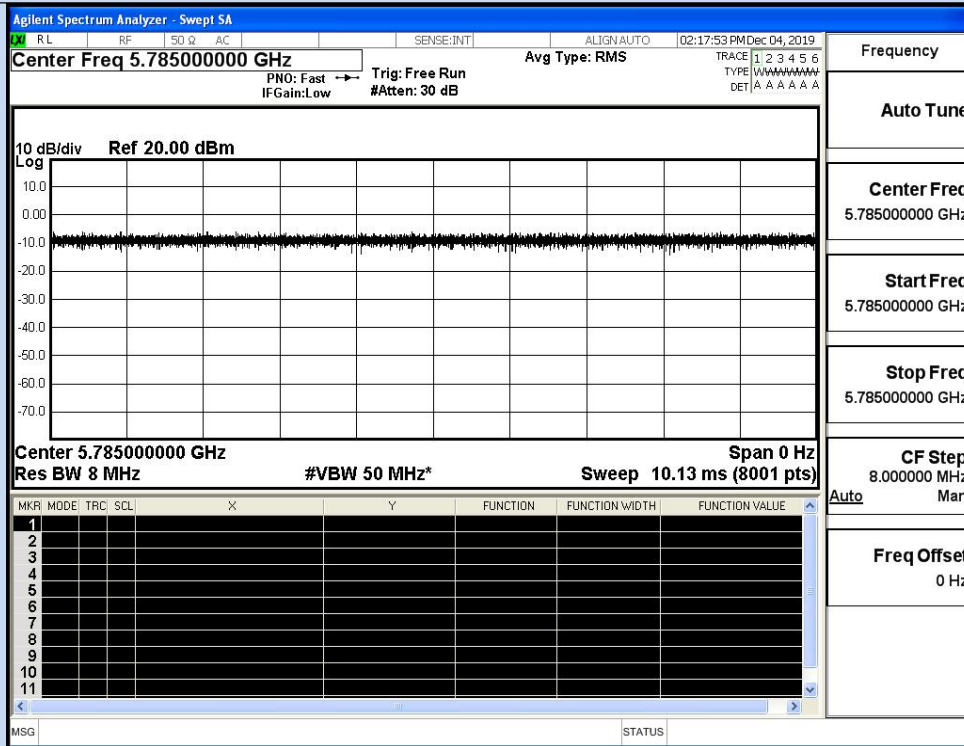 Agilent Spectrum Analyzer - Swept SA
LXI RL RF 50 Ω AC SENSE:INT ALIGN AUTO 02:17:53 PM Dec 04, 2019
Center Freq 5.785000000 GHz
PNO: Fast
IFGain:Low
Trig: Free Run
#Atten: 30 dB
Avg Type: RMS
TRACE 1 2 3 4 5 6
TYPE WWWWWW
DET A A A A A A
10 dB/div Ref 20.00 dBm
Log
10.0
0.00
-10.0
-20.0
-30.0
-40.0
-50.0
-60.0
-70.0
Center 5.785000000 GHz Span 0 Hz
Res BW 8 MHz #VBW 50 MHz* Sweep 10.13 ms (8001 pts)
MKR MODE TRC SCL X Y FUNCTION FUNCTION WIDTH FUNCTION VALUE
1
2
3
4
5
6
7
8
9
10
11
MSG STATUS
Frequency
Auto Tune
Center Freq
5.785000000 GHz
Start Freq
5.785000000 GHz
Stop Freq
5.785000000 GHz
CF Step
8.000000 MHz
Auto Man
Freq Offset
0 Hz